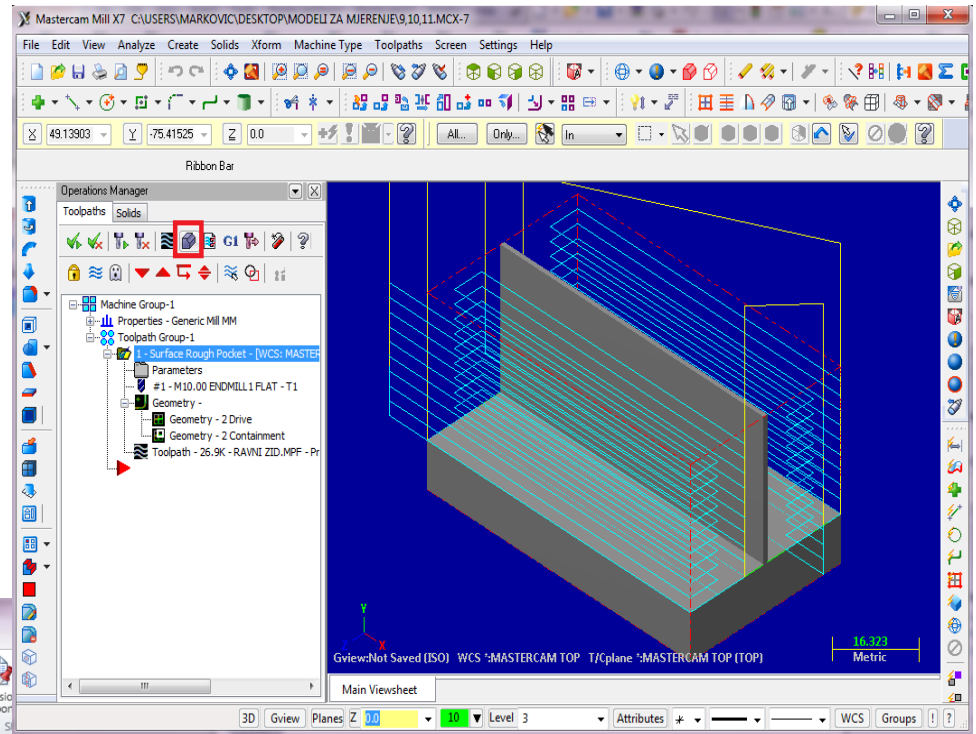 Mastercam Mill X7 C:\USERS\MARKOVIC\DESKTOP\MODELI ZA MJERENJE\9,10,11.MCX-7
File Edit View Analyze Create Solids Xform Machine Type Toolpaths Screen Settings Help
X 49.13903 Y -75.41525 Z 0.0 All... Only... In
Ribbon Bar
Operations Manager
Toolpaths Solids
G1
Machine Group-1
Properties - Generic Mill MM
Toolpath Group-1
1 - Surface Rough Pocket - [WCS: MASTER
Parameters
#1 - M10.00 ENDMILL1 FLAT - T1
Geometry -
Geometry - 2 Drive
Geometry - 2 Containment
Toolpath - 26.9K - RAVNI ZID.MPF - Pr
Y
Z X
16.323
Metric
Gview:Not Saved (ISO) WCS *:MASTERCAM TOP T/Cplane *:MASTERCAM TOP (TOP)
Main Viewsheet
3D Gview Planes Z 0.0 10 Level 3 Attributes WCS Groups ! ?